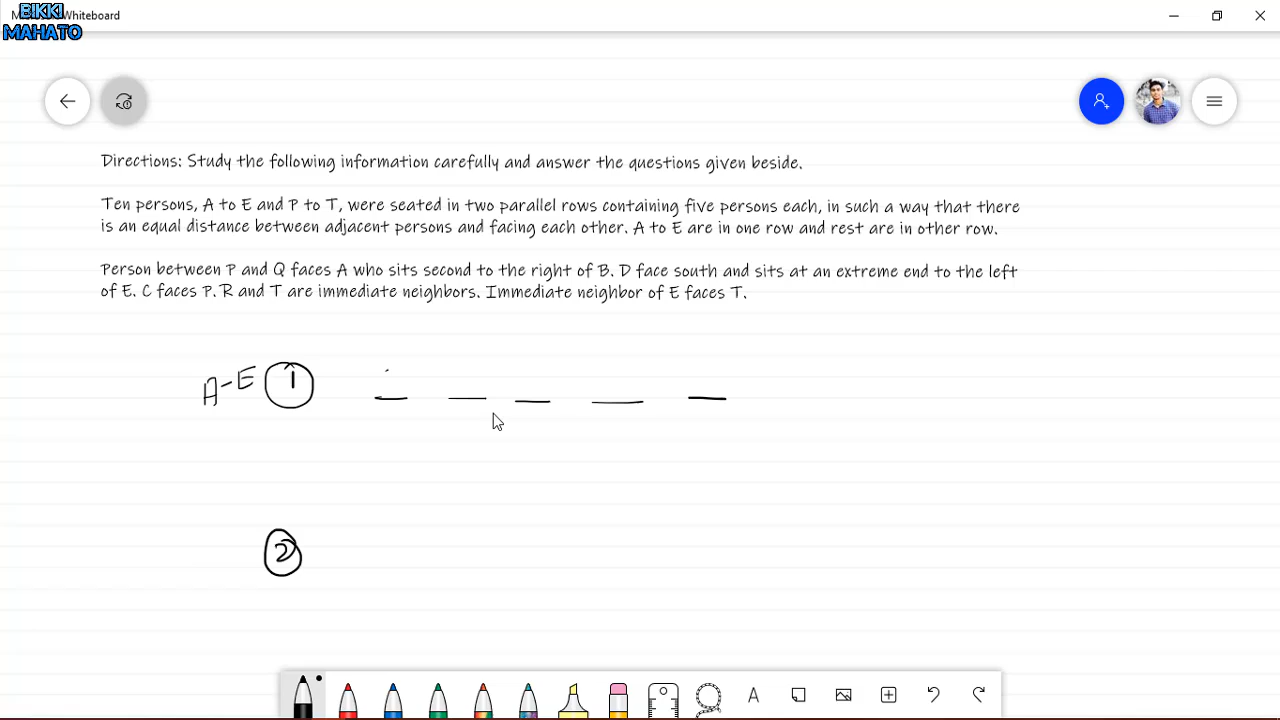 BIKKI
Whiteboard
MAHATO
Directions: Study the following information carefully and answer the questions given beside.
Ten persons, A to E and P to T, were seated in two parallel rows containing five persons each, in such a way that there
is an equal distance between adjacent persons and facing each other. A to E are in one row and rest are in other row.
Person between P and Q faces A who sits second to the right of B. D face south and sits at an extreme end to the left
of E. C faces P. R and T are immediate neighbors. Immediate neighbor of E faces T.
A-E 1
2
A